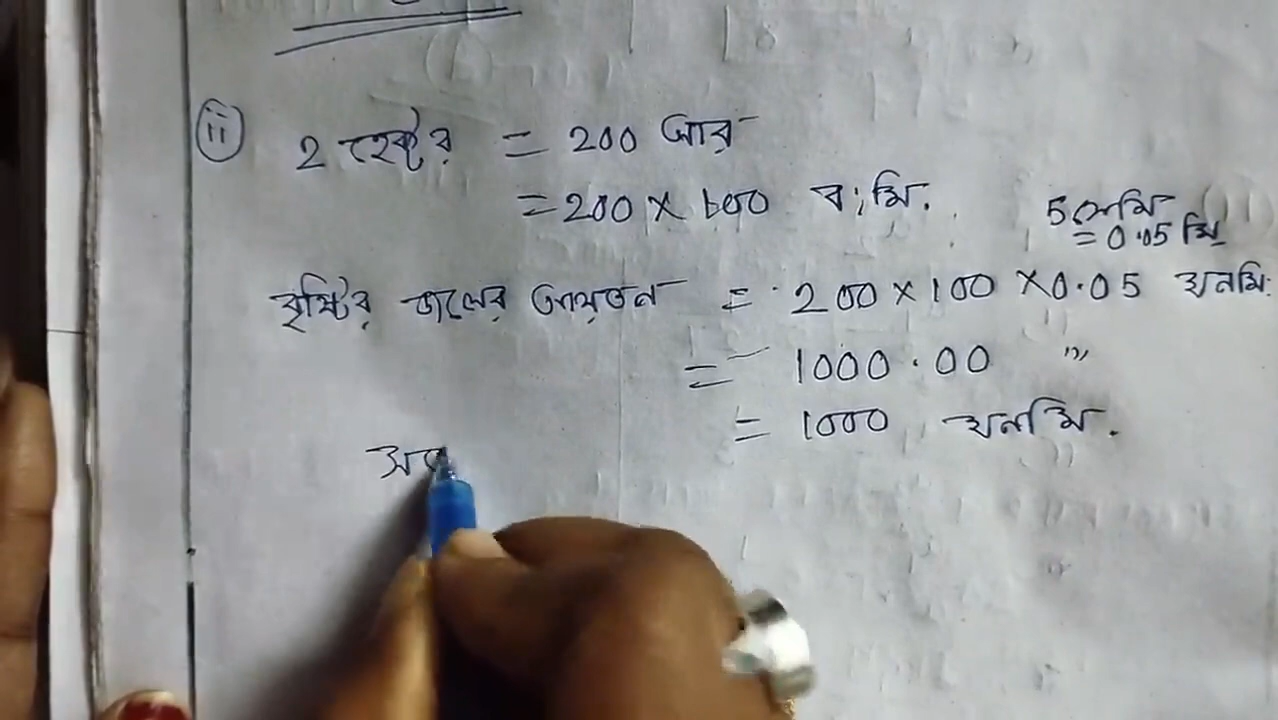 ii 2 হেক্টর = 200 আর
= 200 × 100 ব: মি.
5 সেমি
= 0.05 মি
বৃষ্টির জলের আয়তন = 200 × 100 × 0.05 ঘনমি:
= 1000.00 "
= 1000 ঘনমি.